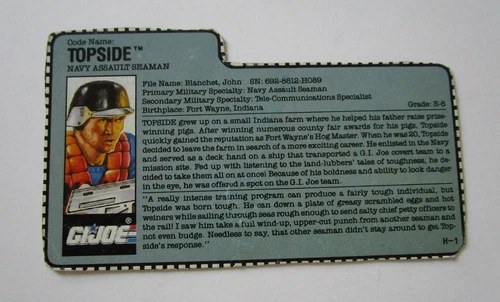 Code Name:
TOPSIDE™
NAVY ASSAULT SEAMAN
File Name: Blanchet, John SN: 692-8612-HO89
Primary Military Specialty: Navy Assault Seaman
Secondary Military Specialty: Tele-Communications Specialist
Birthplace: Fort Wayne, Indiana Grade: E-6
TOPSIDE grew up on a small Indiana farm where he helped his father raise prize-
winning pigs. After winning numerous county fair awards for his pigs, Topside
quickly gained the reputation as Fort Wayne's Hog Master. When he was 20, Topside
decided to leave the farm in search of a more exciting career. He enlisted in the Navy
and served as a deck hand on a ship that transported a G.I. Joe covert team to a
mission site. Fed up with listening to the land-lubbers' tales of toughness, he de-
cided to take them all on at once! Because of his boldness and ability to look danger
in the eye, he was offered a spot on the G.I. Joe team.
"A really intense training program can produce a fairly tough individual, but
Topside was born tough. He can down a plate of greasy scrambled eggs and hot
weiners while sailing through seas rough enough to send salty chief petty officers to
the rail! I saw him take a full wind-up, upper-cut punch from another seaman and
not even budge. Needless to say, that other seaman didn't stay around to get Top-
side's response."
H-1
G.I. JOE